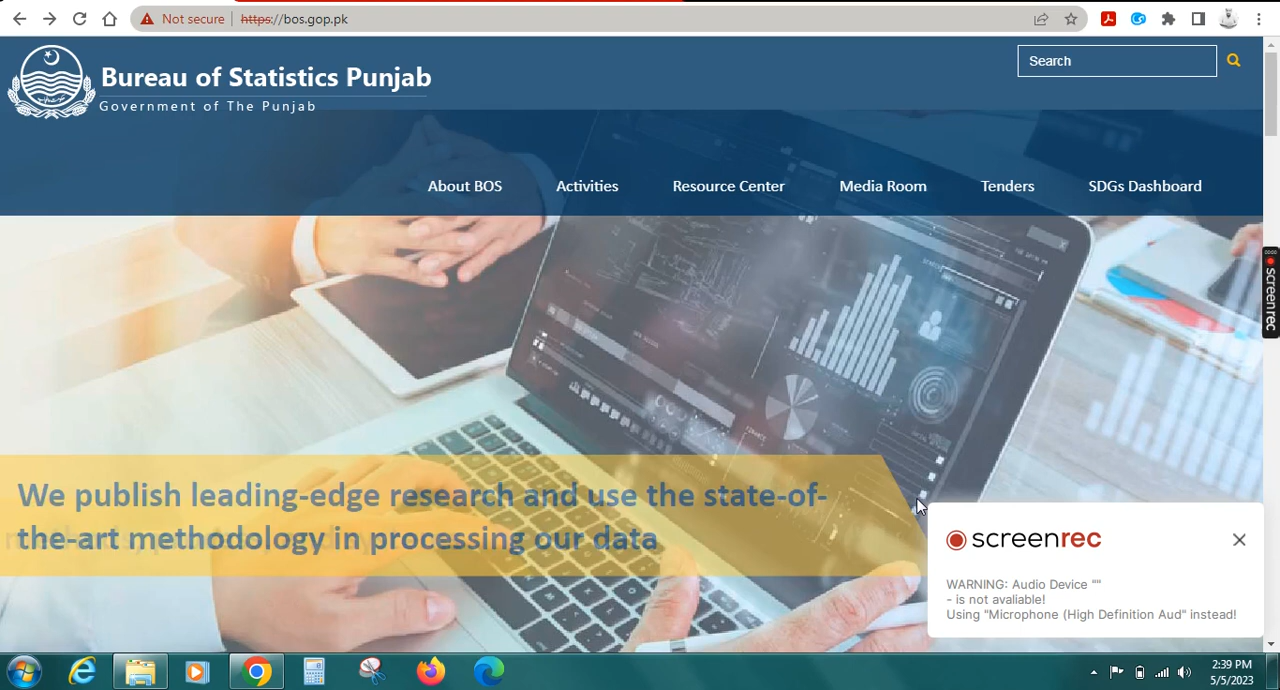 Not secure https://bos.gop.pk
Bureau of Statistics Punjab
Government of The Punjab
Search
About BOS Activities Resource Center Media Room Tenders SDGs Dashboard
We publish leading-edge research and use the state-of-
the-art methodology in processing our data
screenrec
screenrec
WARNING: Audio Device ""
- is not avaliable!
Using "Microphone (High Definition Aud" instead!
2:39 PM
5/5/2023